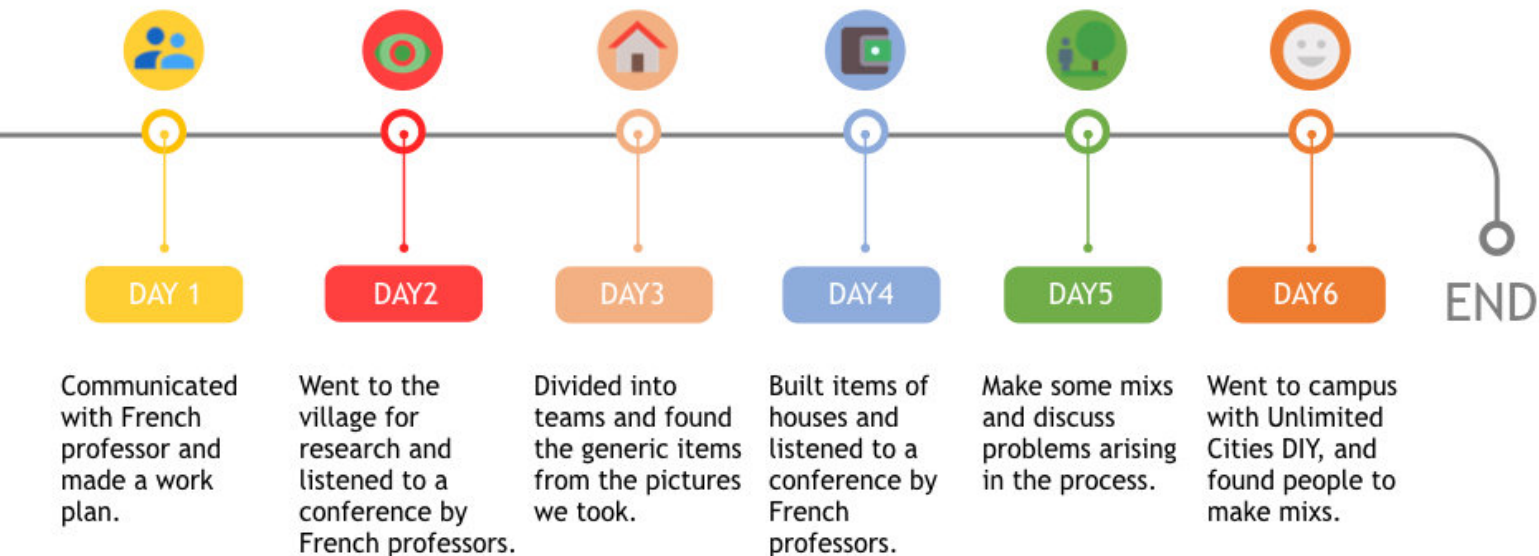 DAY 1
Communicated
with French
professor and
made a work
plan.
DAY2
Went to the
village for
research and
listened to a
conference by
French professors.
DAY3
Divided into
teams and found
the generic items
from the pictures
we took.
DAY4
Built items of
houses and
listened to a
conference by
French
professors.
DAY5
Make some mixs
and discuss
problems arising
in the process.
DAY6
Went to campus
with Unlimited
Cities DIY, and
found people to
make mixs.
END